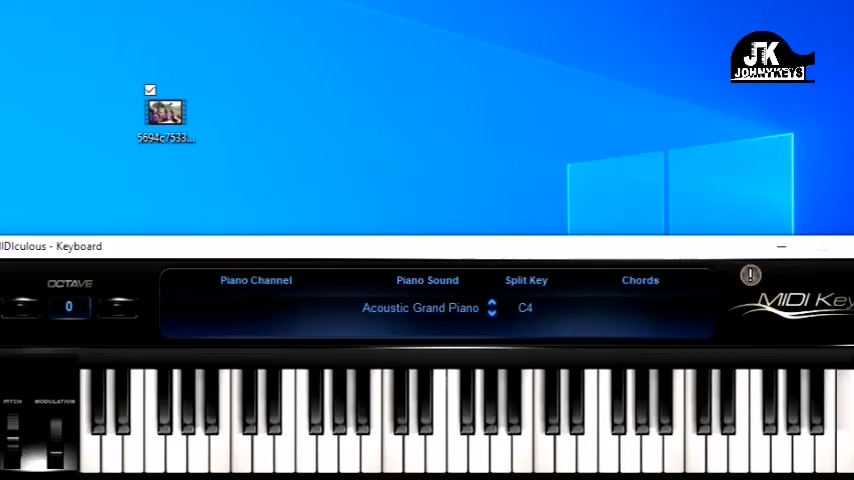 JK
JOHNYKEYS
5694c7533...
IDIculous - Keyboard
OCTAVE
0
Piano Channel
Piano Sound
Split Key
Chords
Acoustic Grand Piano
C4
MIDI Key
PITCH
MODULATION